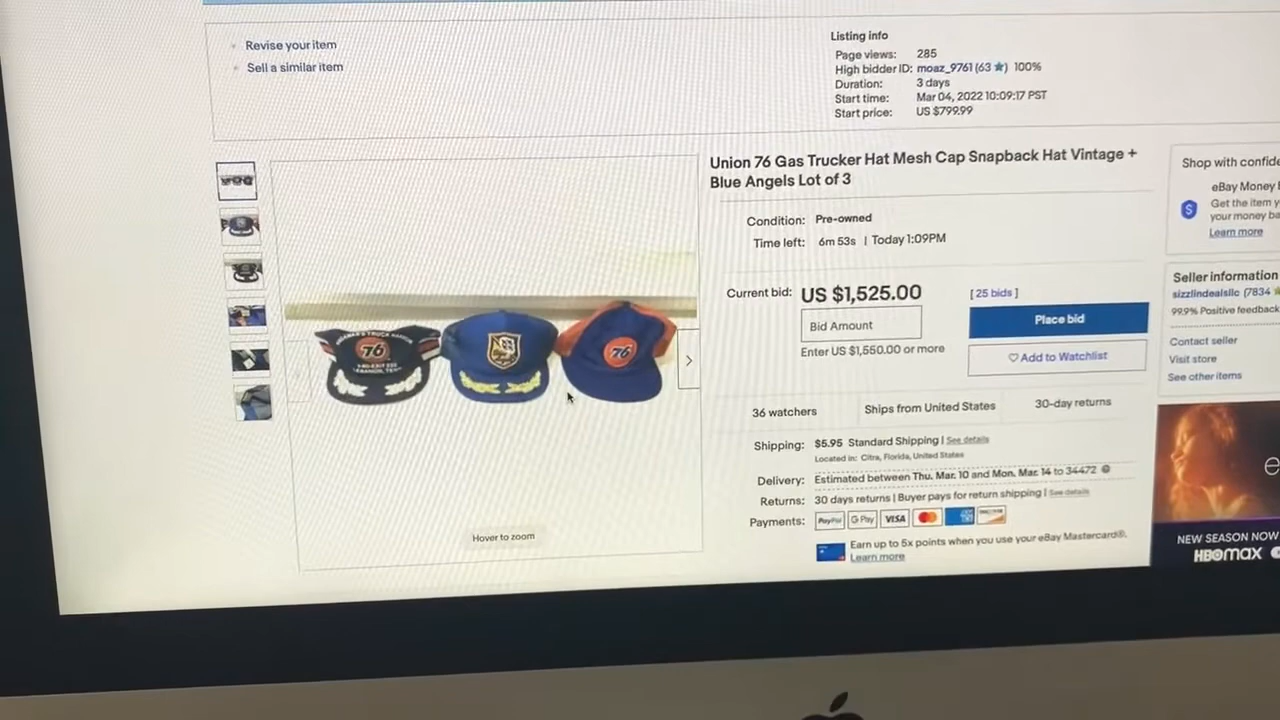 Revise your item
Sell a similar item
Listing info
Page views: 285
High bidder ID: moaz_9761 (63 ★) 100%
Duration: 3 days
Start time: Mar 04, 2022 10:09:17 PST
Start price: US $799.99
Union 76 Gas Trucker Hat Mesh Cap Snapback Hat Vintage +
Blue Angels Lot of 3
Condition: Pre-owned
Time left: 6m 53s | Today 1:09PM
Current bid: US $1,525.00 [ 25 bids ]
Bid Amount
Place bid
Enter US $1,550.00 or more
♡ Add to Watchlist
36 watchers Ships from United States 30-day returns
Shipping: $5.95 Standard Shipping | See details
Located in: Citra, Florida, United States
Delivery: Estimated between Thu. Mar. 10 and Mon. Mar. 14 to 34472
Returns: 30 days returns | Buyer pays for return shipping | See details
Payments: PayPal G Pay VISA
Earn up to 5x points when you use your eBay Mastercard®.
Learn more
76
76
Hover to zoom
Shop with confide
eBay Money
Get the item y
your money ba
Learn more
Seller information
sizzlindealsllc (7834
99.9% Positive feedback
Contact seller
Visit store
See other items
e
NEW SEASON NOW
HBOMAX